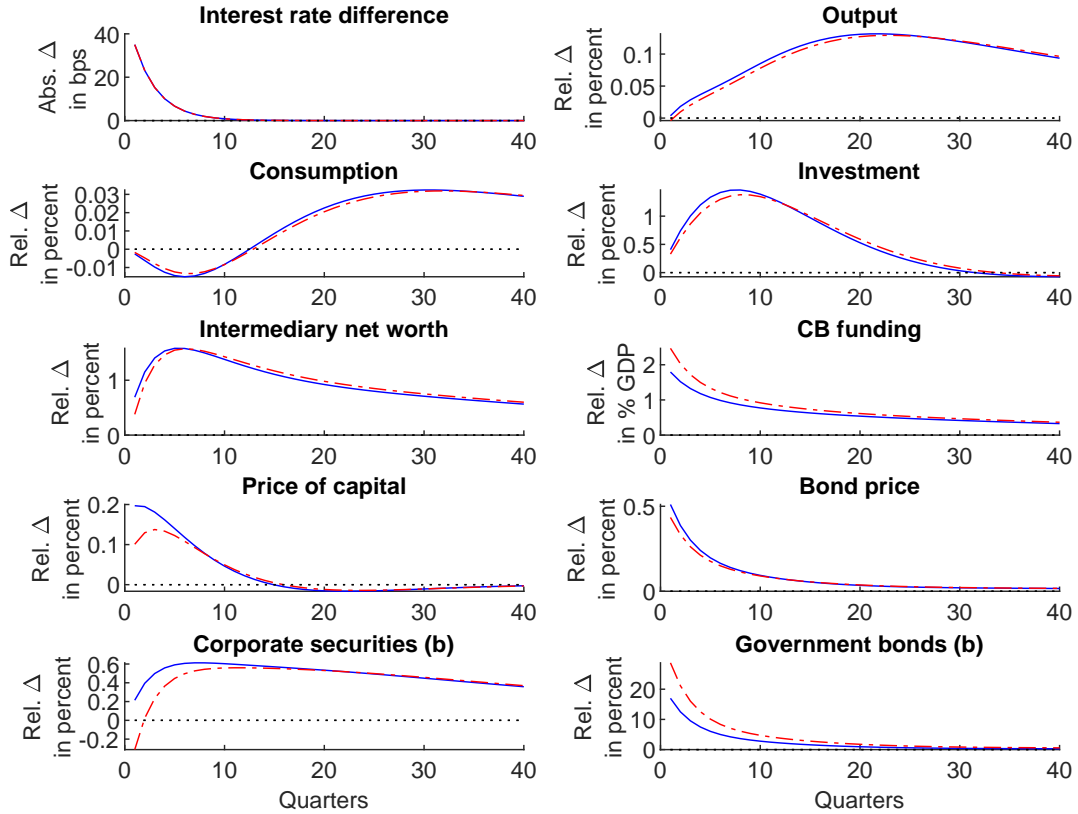 Interest rate difference
Abs. Δ
in bps
40
20
0
0 10 20 30 40
Output
Rel. Δ
in percent
0.1
0.05
0
0 10 20 30 40
Consumption
Rel. Δ
in percent
0.03
0.02
0.01
0
-0.01
0 10 20 30 40
Investment
Rel. Δ
in percent
1
0.5
0
0 10 20 30 40
Intermediary net worth
Rel. Δ
in percent
1
0
0 10 20 30 40
CB funding
Rel. Δ
in % GDP
2
1
0
0 10 20 30 40
Price of capital
Rel. Δ
in percent
0.2
0.1
0
0 10 20 30 40
Bond price
Rel. Δ
in percent
0.5
0
0 10 20 30 40
Corporate securities (b)
Rel. Δ
in percent
0.6
0.4
0.2
0
-0.2
0 10 20 30 40
Quarters
Government bonds (b)
Rel. Δ
in percent
20
10
0
0 10 20 30 40
Quarters